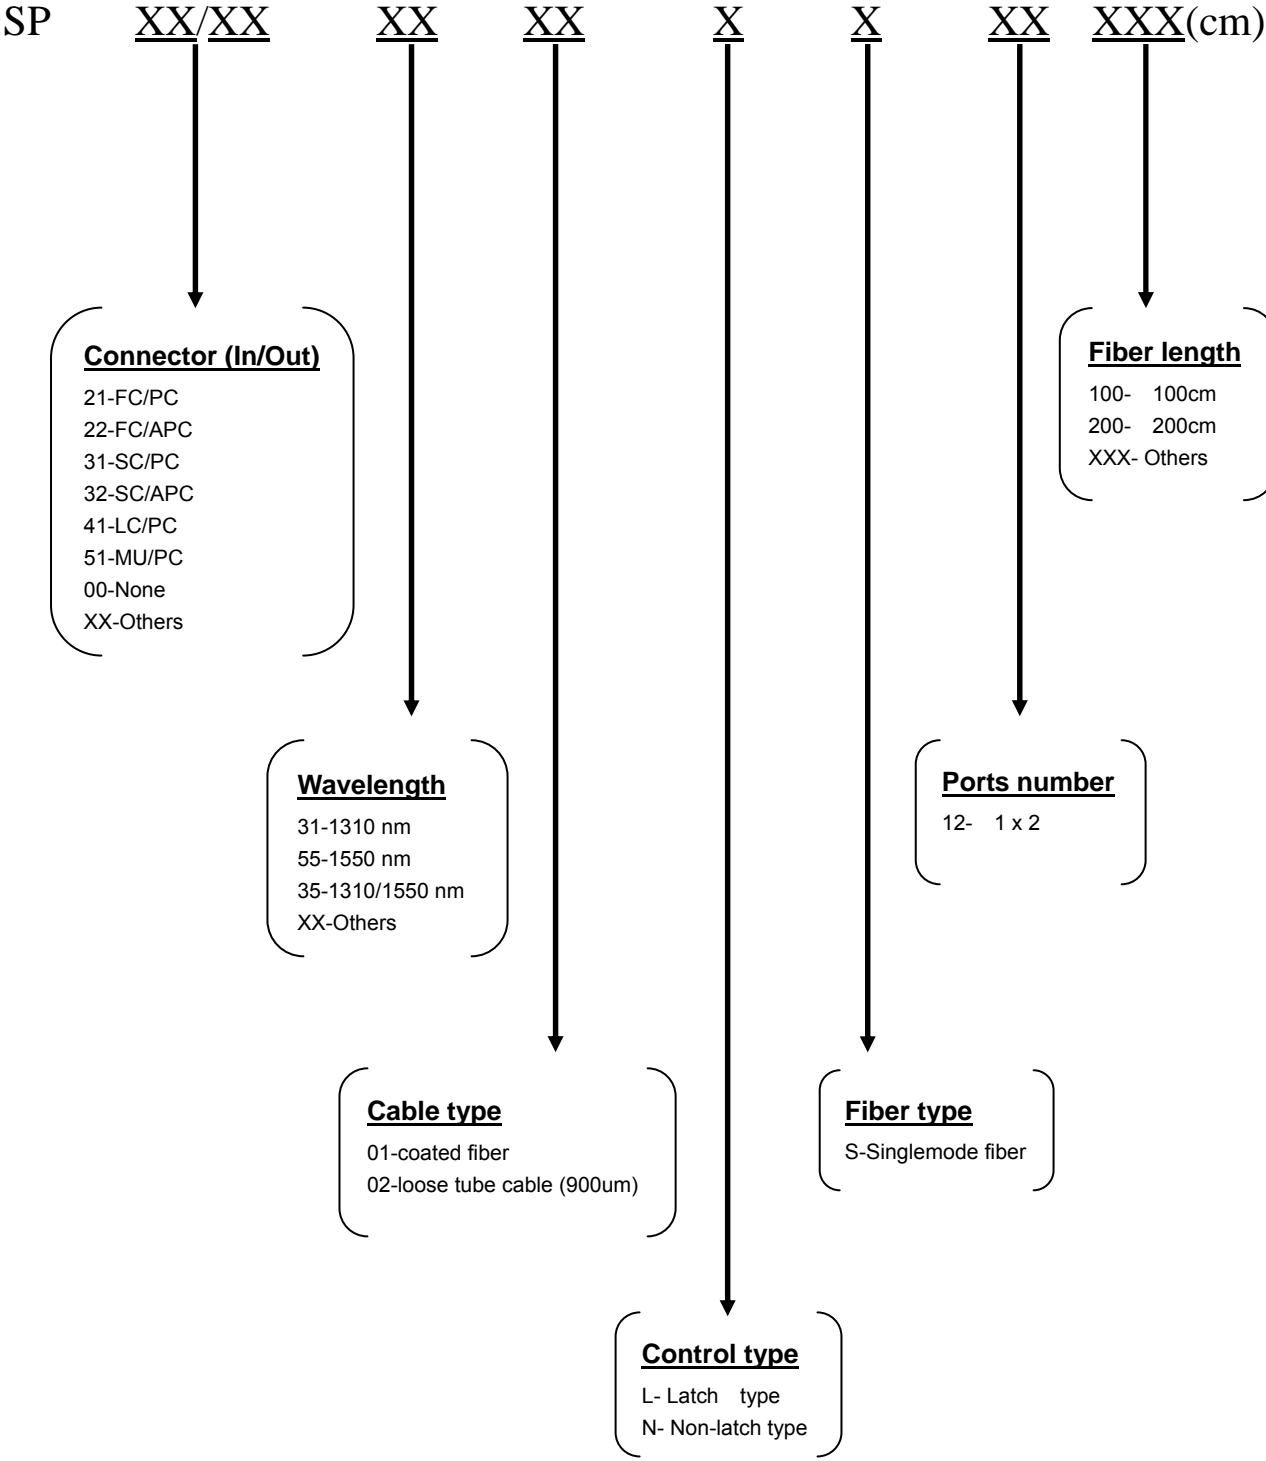 SP XX/XX XX XX X X XX XXX(cm)
Connector (In/Out)
21-FC/PC
22-FC/APC
31-SC/PC
32-SC/APC
41-LC/PC
51-MU/PC
00-None
XX-Others
Fiber length
100- 100cm
200- 200cm
XXX- Others
Wavelength
31-1310 nm
55-1550 nm
35-1310/1550 nm
XX-Others
Ports number
12- 1 x 2
Cable type
01-coated fiber
02-loose tube cable (900um)
Fiber type
S-Singlemode fiber
Control type
L- Latch type
N- Non-latch type